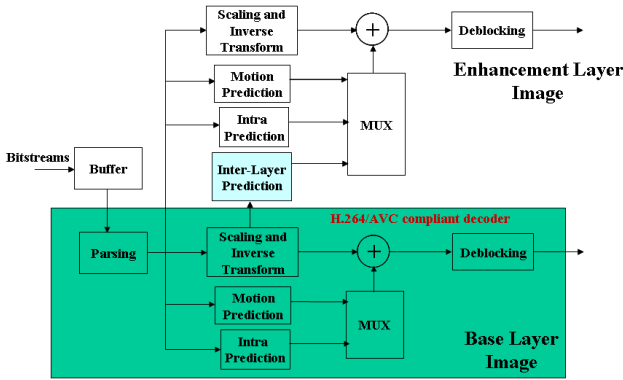 Scaling and
Inverse
Transform
Deblocking
Motion
Prediction
Enhancement Layer
Image
MUX
Intra
Prediction
Bitstreams
Buffer
Inter-Layer
Prediction
H.264/AVC compliant decoder
Parsing
Scaling and
Inverse
Transform
Deblocking
Motion
Prediction
MUX
Intra
Prediction
Base Layer
Image